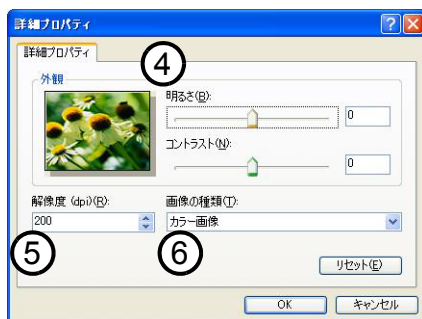 詳細プロパティ
詳細プロパティ
④
外観
明るさ(B):
0
コントラスト(N):
0
解像度 (dpi)(R):
画像の種類(T):
200
カラー画像
⑤
⑥
リセット(E)
OK
キャンセル